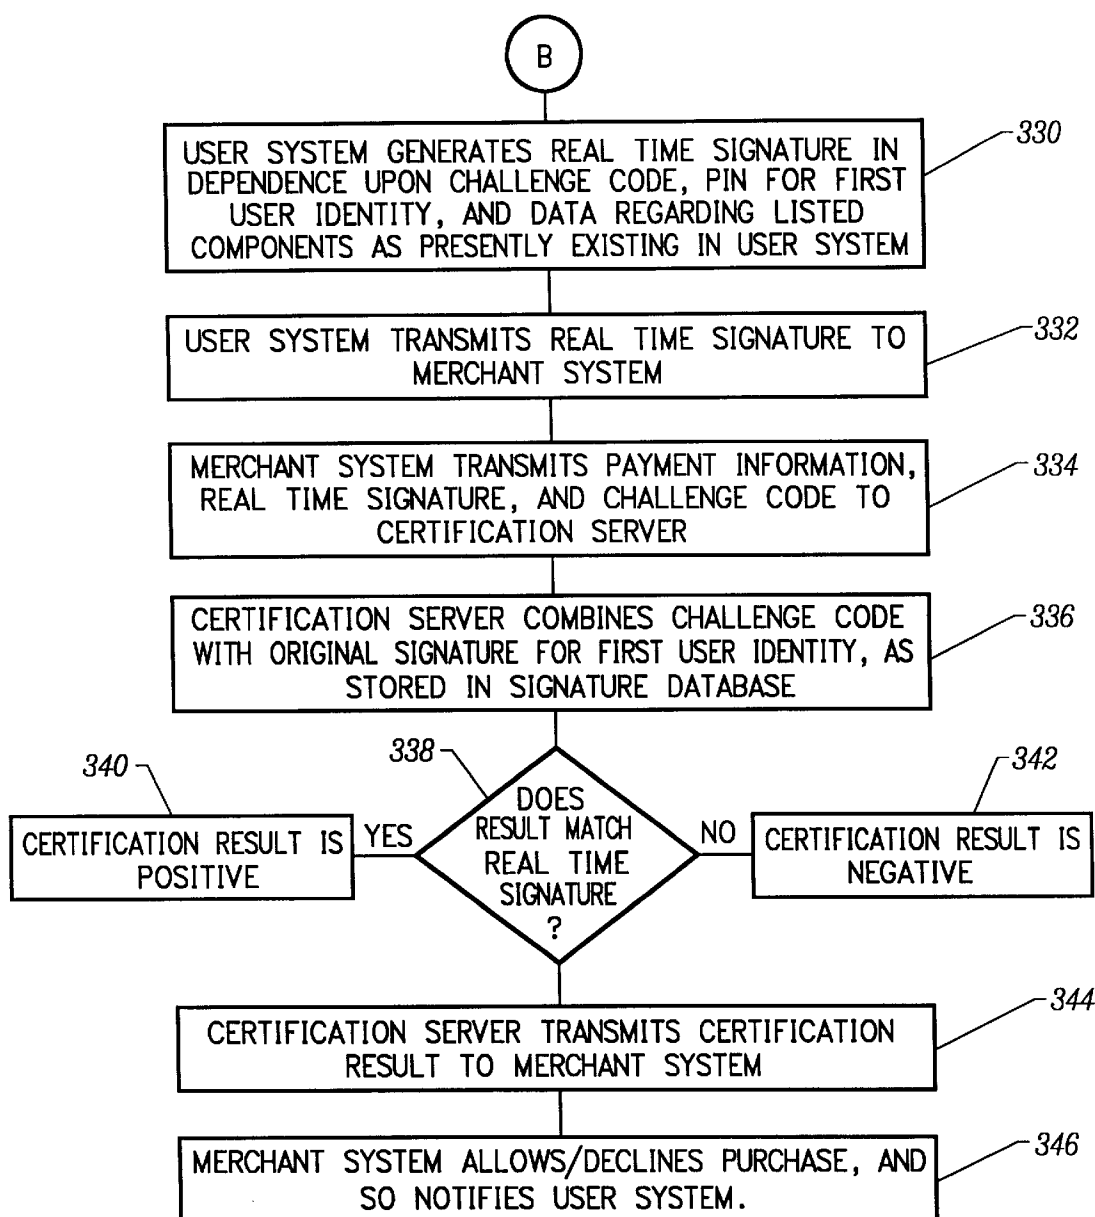 B
330
USER SYSTEM GENERATES REAL TIME SIGNATURE IN
DEPENDENCE UPON CHALLENGE CODE, PIN FOR FIRST
USER IDENTITY, AND DATA REGARDING LISTED
COMPONENTS AS PRESENTLY EXISTING IN USER SYSTEM
332
USER SYSTEM TRANSMITS REAL TIME SIGNATURE TO
MERCHANT SYSTEM
334
MERCHANT SYSTEM TRANSMITS PAYMENT INFORMATION,
REAL TIME SIGNATURE, AND CHALLENGE CODE TO
CERTIFICATION SERVER
336
CERTIFICATION SERVER COMBINES CHALLENGE CODE
WITH ORIGINAL SIGNATURE FOR FIRST USER IDENTITY, AS
STORED IN SIGNATURE DATABASE
338
DOES
RESULT MATCH
REAL TIME
SIGNATURE
?
340
YES
CERTIFICATION RESULT IS
POSITIVE
342
NO
CERTIFICATION RESULT IS
NEGATIVE
344
CERTIFICATION SERVER TRANSMITS CERTIFICATION
RESULT TO MERCHANT SYSTEM
346
MERCHANT SYSTEM ALLOWS/DECLINES PURCHASE, AND
SO NOTIFIES USER SYSTEM.